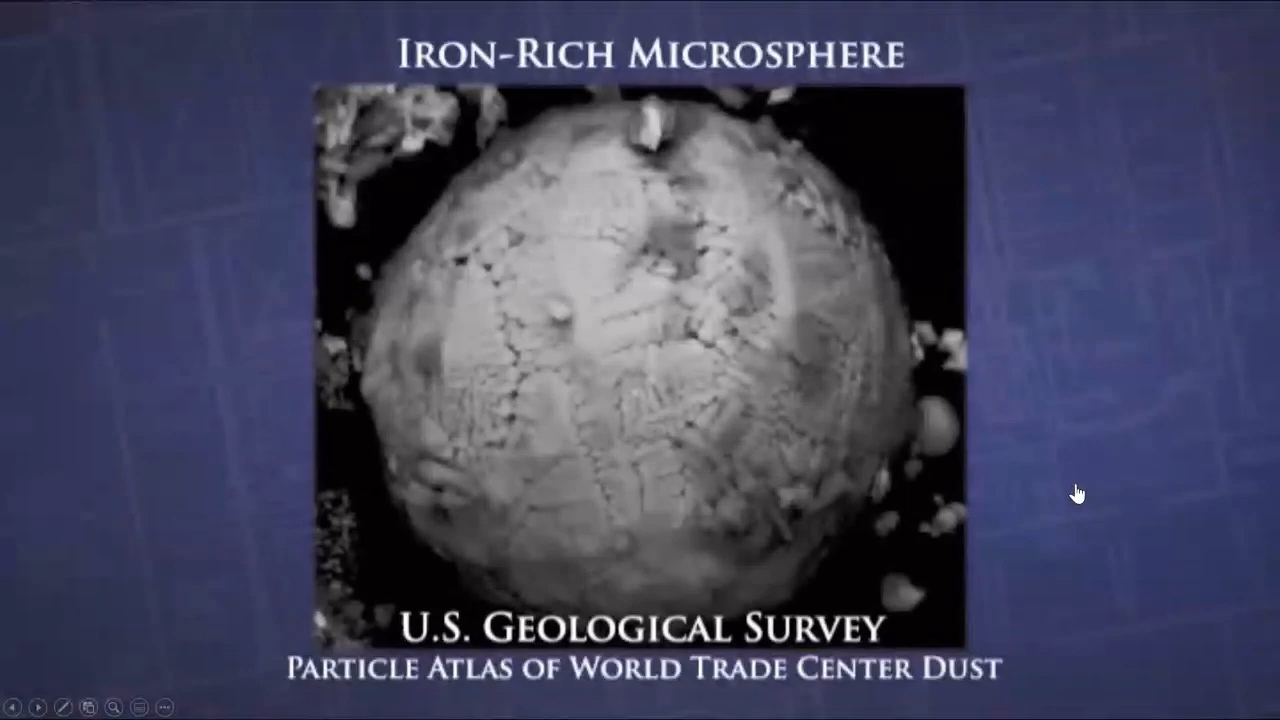 Iron-Rich Microsphere
U.S. Geological Survey
Particle Atlas of World Trade Center Dust